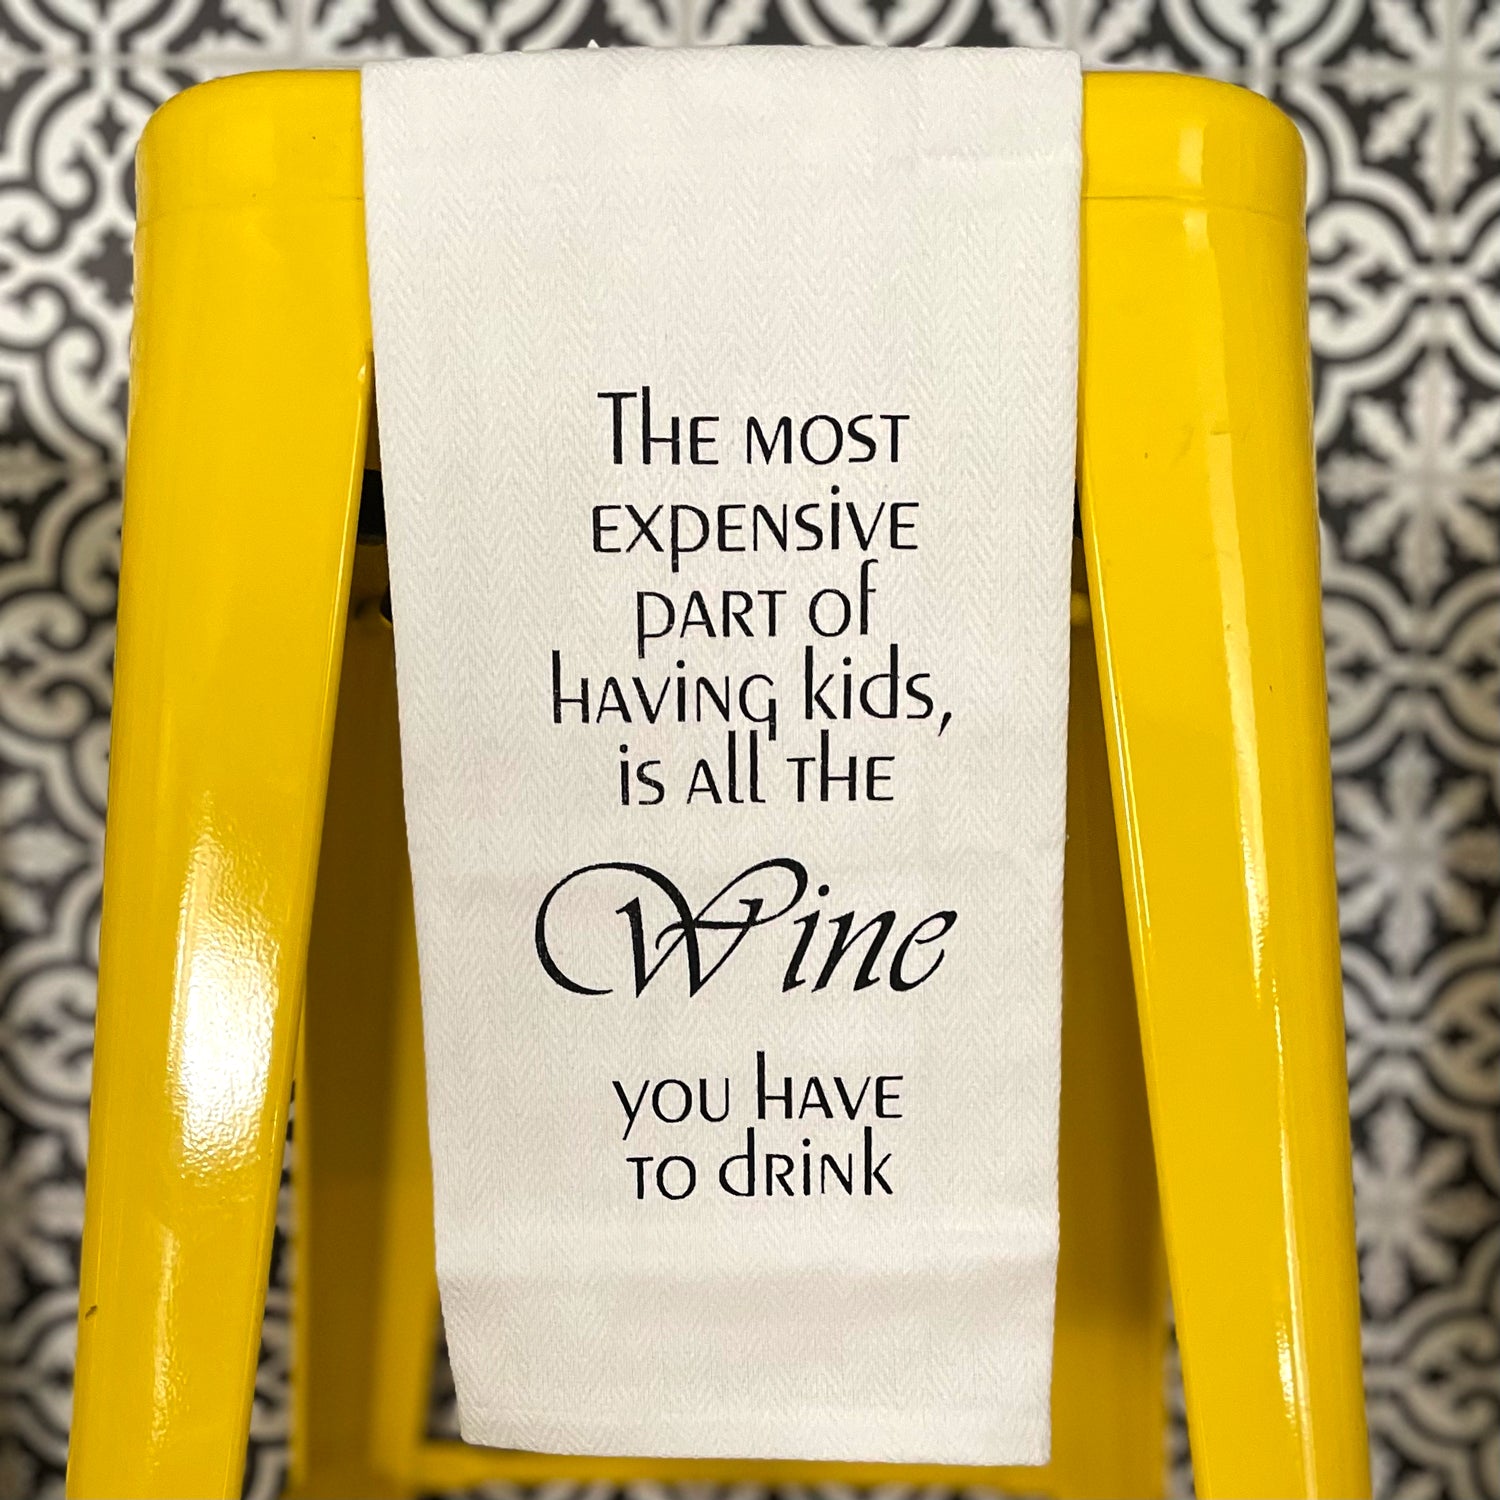 The most
expensive
part of
having kids,
is all the
Wine
you have
to drink